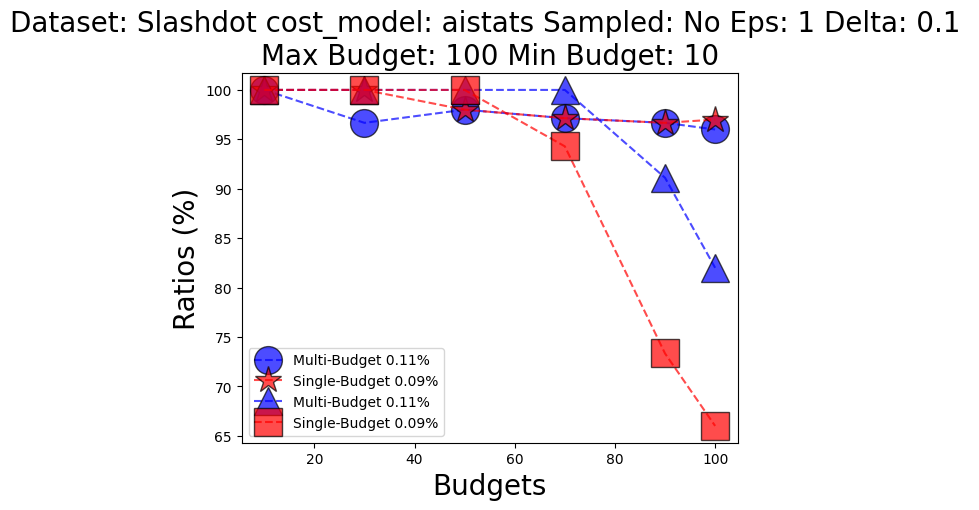 Dataset: Slashdot cost_model: aistats Sampled: No Eps: 1 Delta: 0.1
Max Budget: 100 Min Budget: 10
100
95
90
85
80
75
70
65
Ratios (%)
Multi-Budget 0.11%
Single-Budget 0.09%
Multi-Budget 0.11%
Single-Budget 0.09%
20
40
60
80
100
Budgets